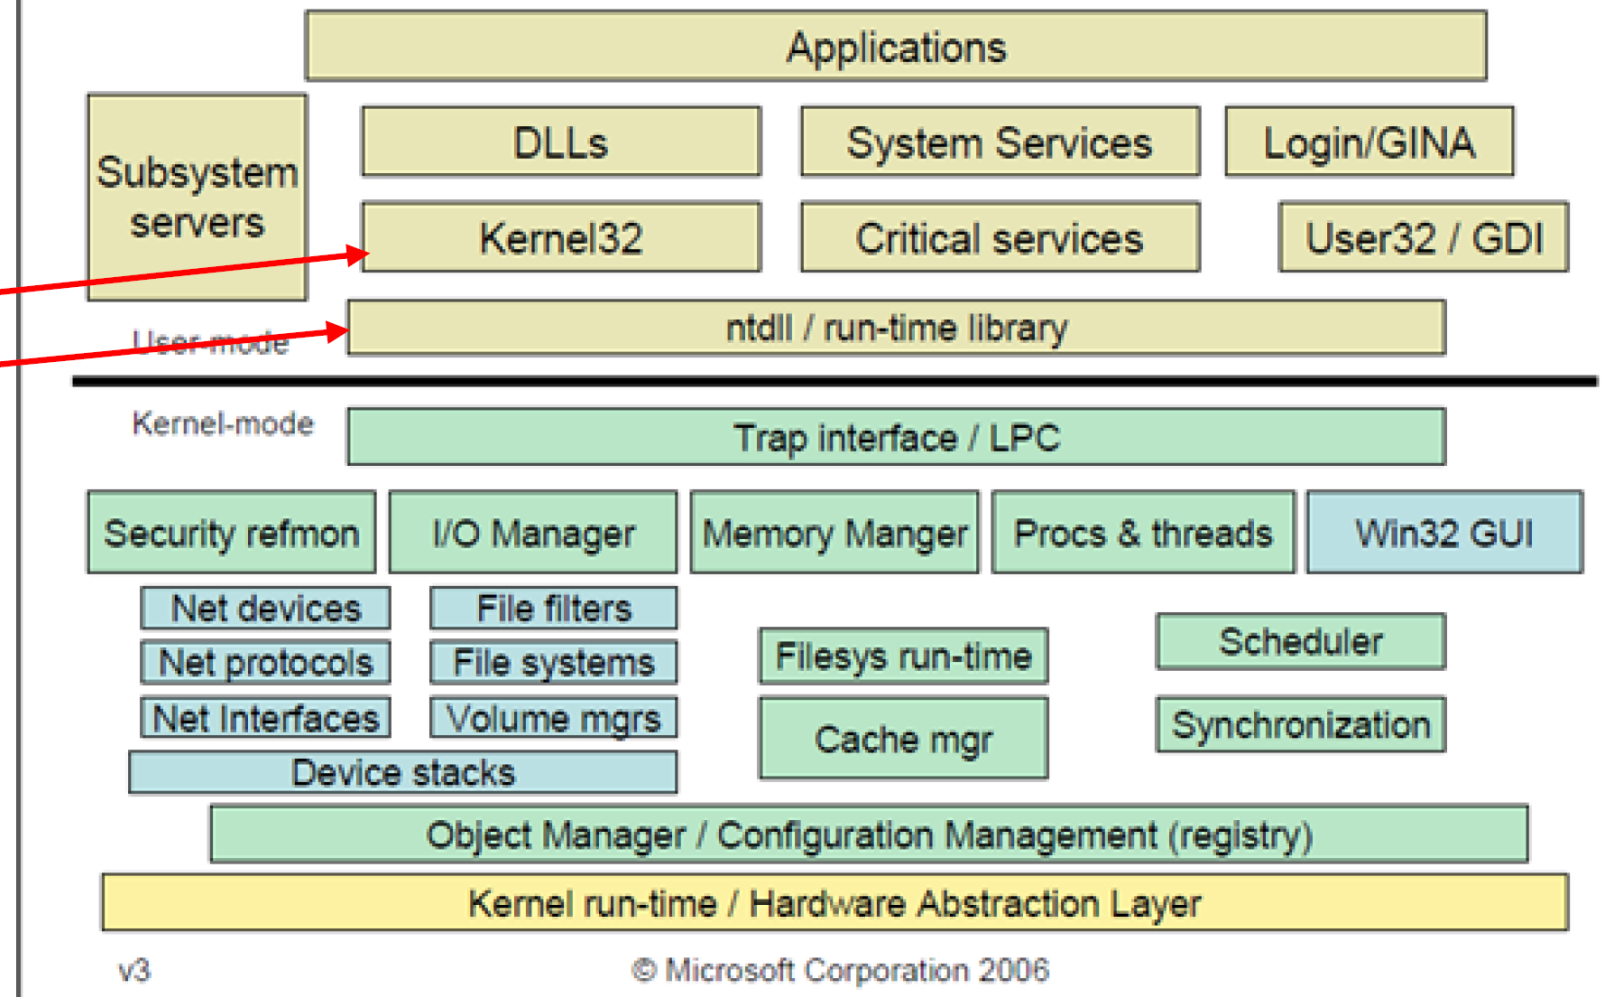 Applications
Subsystem
servers
DLLs
System Services
Login/GINA
Kernel32
Critical services
User32 / GDI
User-mode
ntdll / run-time library
Kernel-mode
Trap interface / LPC
Security refmon
I/O Manager
Memory Manger
Procs & threads
Win32 GUI
Net devices
File filters
Net protocols
File systems
Filesys run-time
Scheduler
Net Interfaces
Volume mgrs
Cache mgr
Synchronization
Device stacks
Object Manager / Configuration Management (registry)
Kernel run-time / Hardware Abstraction Layer
v3
© Microsoft Corporation 2006